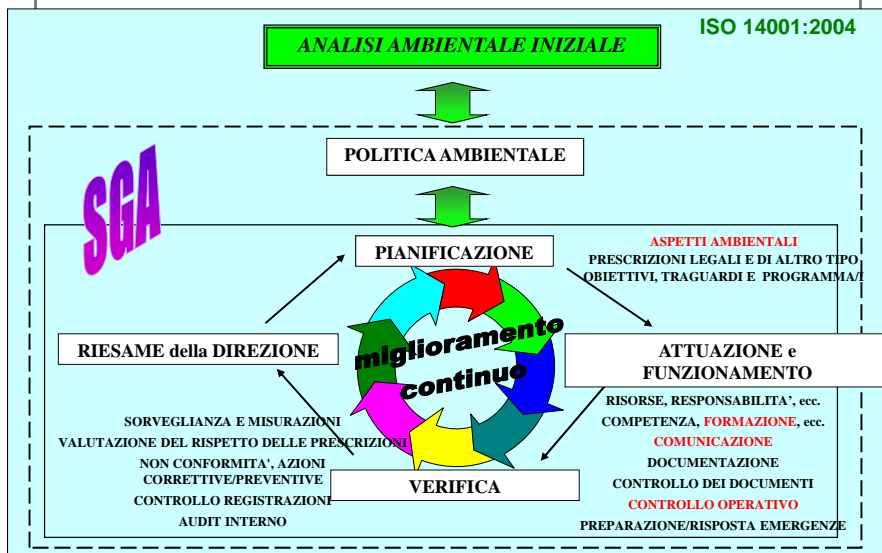 ISO 14001:2004
ANALISI AMBIENTALE INIZIALE
POLITICA AMBIENTALE
SGA
PIANIFICAZIONE
ASPETTI AMBIENTALI
PRESCRIZIONI LEGALI E DI ALTRO TIPO
OBIETTIVI, TRAGUARDI E PROGRAMMA/I
miglioramento
continuo
RIESAME della DIREZIONE
ATTUAZIONE e
FUNZIONAMENTO
RISORSE, RESPONSABILITA’, ecc.
COMPETENZA, FORMAZIONE, ecc.
COMUNICAZIONE
DOCUMENTAZIONE
CONTROLLO DEI DOCUMENTI
CONTROLLO OPERATIVO
PREPARAZIONE/RISPOSTA EMERGENZE
SORVEGLIANZA E MISURAZIONI
VALUTAZIONE DEL RISPETTO DELLE PRESCRIZIONI
NON CONFORMITA', AZIONI
CORRETTIVE/PREVENTIVE
CONTROLLO REGISTRAZIONI
AUDIT INTERNO
VERIFICA